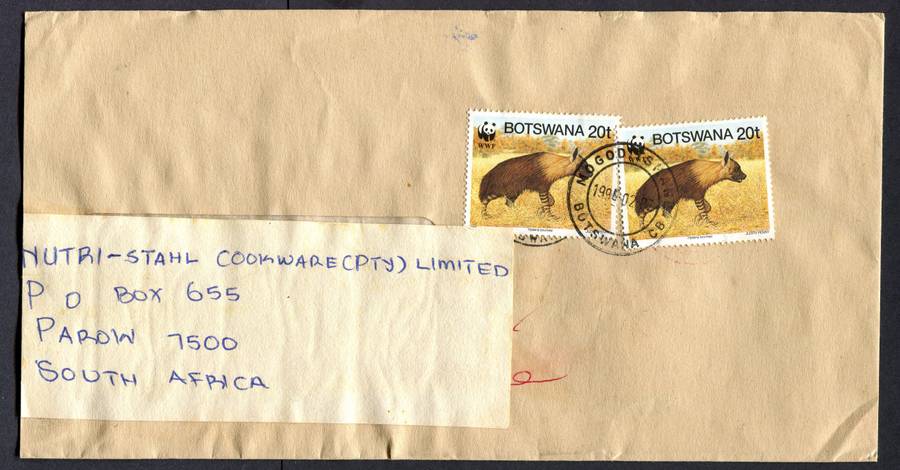 WWF
BOTSWANA 20t
BOTSWANA 20t
BOTSWANA
NUTRI-STAHL COOKWARE (PTY) LIMITED
P O BOX 655
PAROW 7500
SOUTH AFRICA